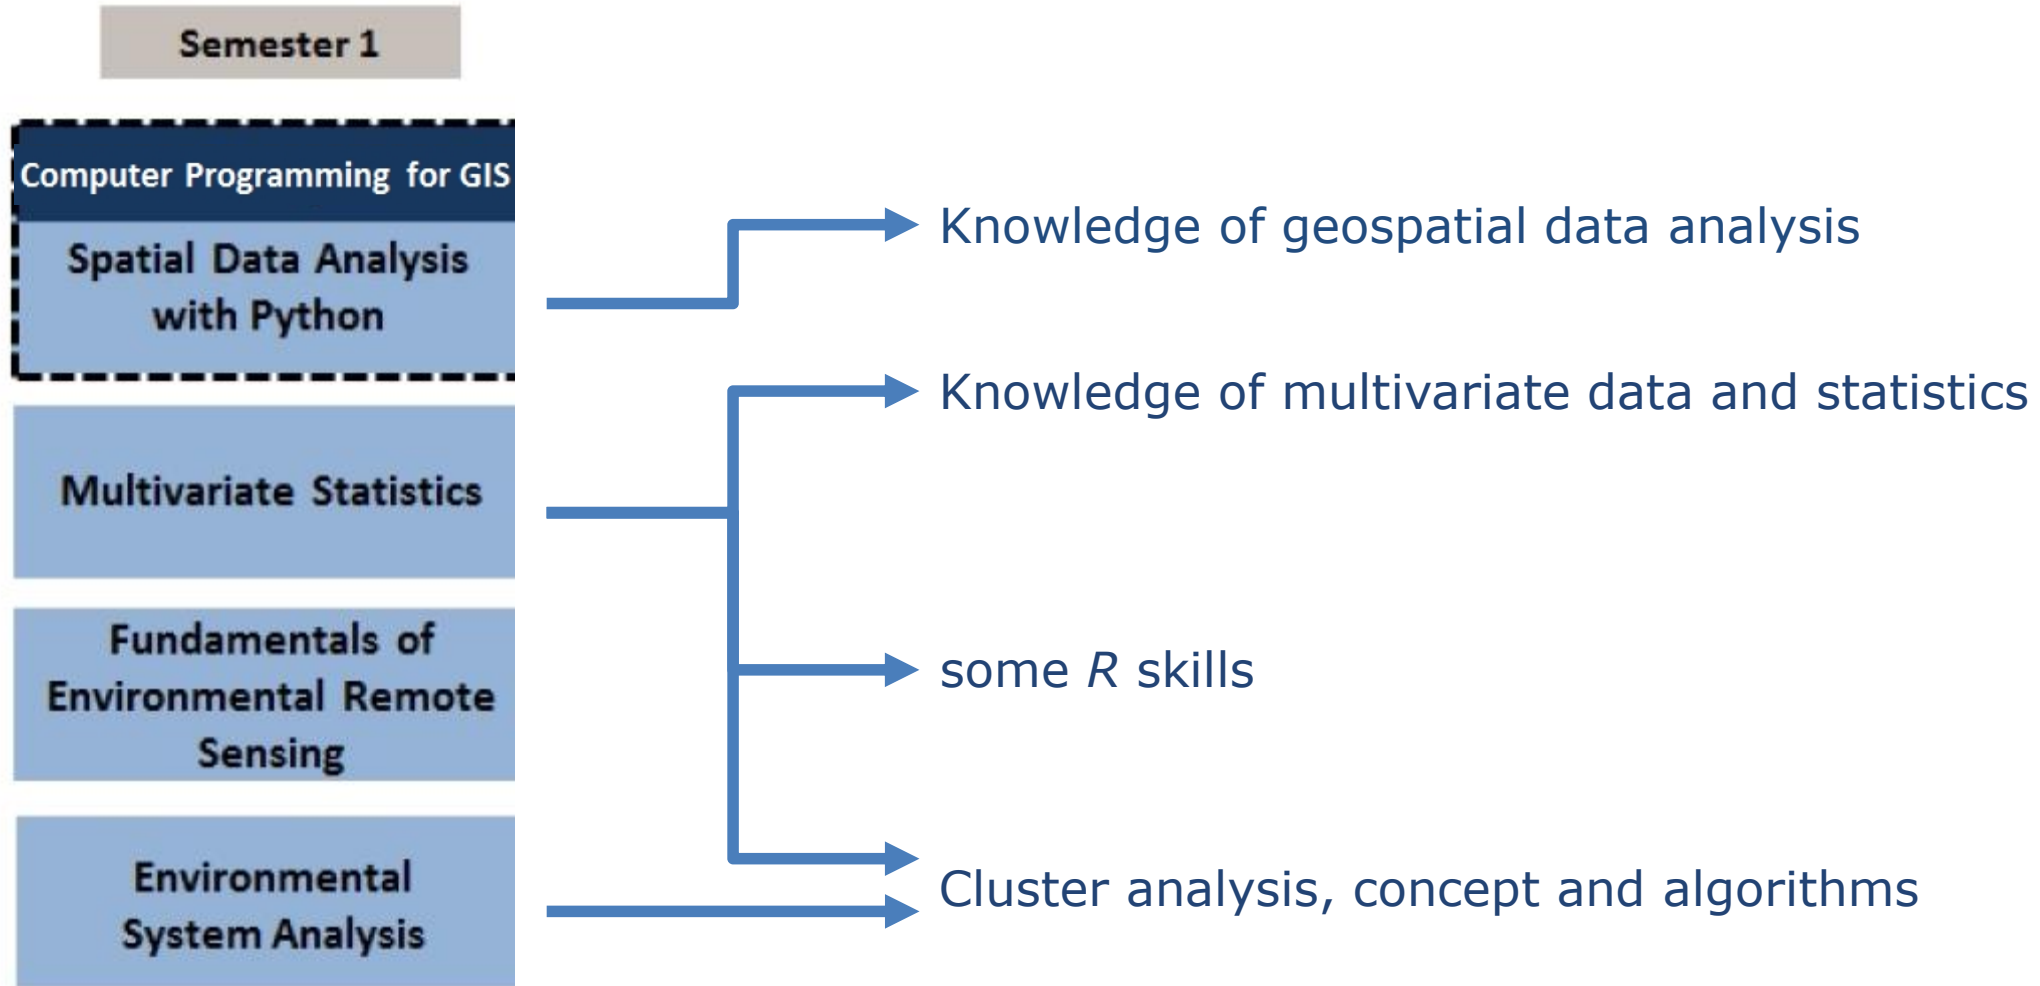 Semester 1
Computer Programming for GIS
Spatial Data Analysis
with Python
Multivariate Statistics
Fundamentals of
Environmental Remote
Sensing
Environmental
System Analysis
Knowledge of geospatial data analysis
Knowledge of multivariate data and statistics
some R skills
Cluster analysis, concept and algorithms